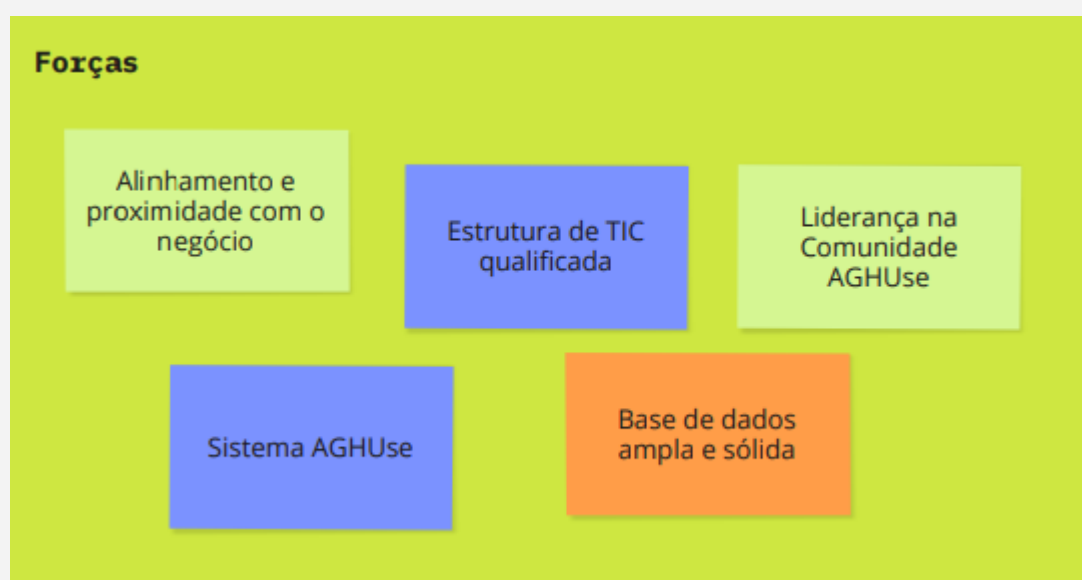 Forças
Alinhamento e
proximidade com o
negócio
Estrutura de TIC
qualificada
Liderança na
Comunidade
AGHUse
Sistema AGHUse
Base de dados
ampla e sólida